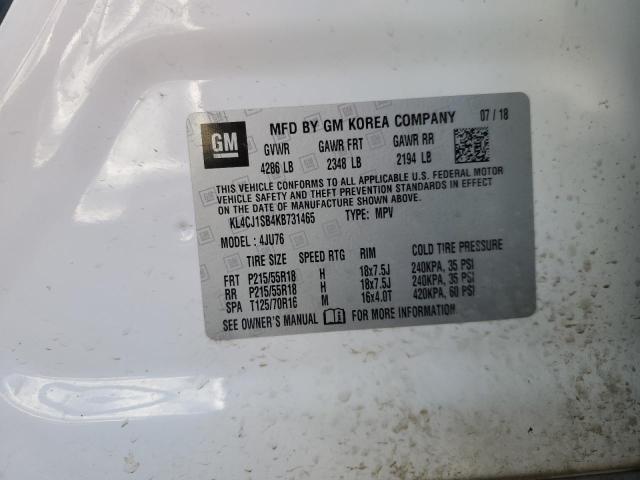 GM
MFD BY GM KOREA COMPANY 07 / 18
GVWR GAWR FRT GAWR RR
4286 LB 2348 LB 2194 LB
THIS VEHICLE CONFORMS TO ALL APPLICABLE U.S. FEDERAL MOTOR
VEHICLE SAFETY AND THEFT PREVENTION STANDARDS IN EFFECT
ON THE DATE OF MANUFACTURE SHOWN ABOVE.
KL4CJ1SB4KB731465 TYPE: MPV
MODEL : 4JU76
TIRE SIZE SPEED RTG RIM COLD TIRE PRESSURE
FRT P215/55R18 H 18x7.5J 240KPA, 35 PSI
RR P215/55R18 H 18x7.5J 240KPA, 35 PSI
SPA T125/70R16 M 16x4.0T 420KPA, 60 PSI
SEE OWNER'S MANUAL FOR MORE INFORMATION